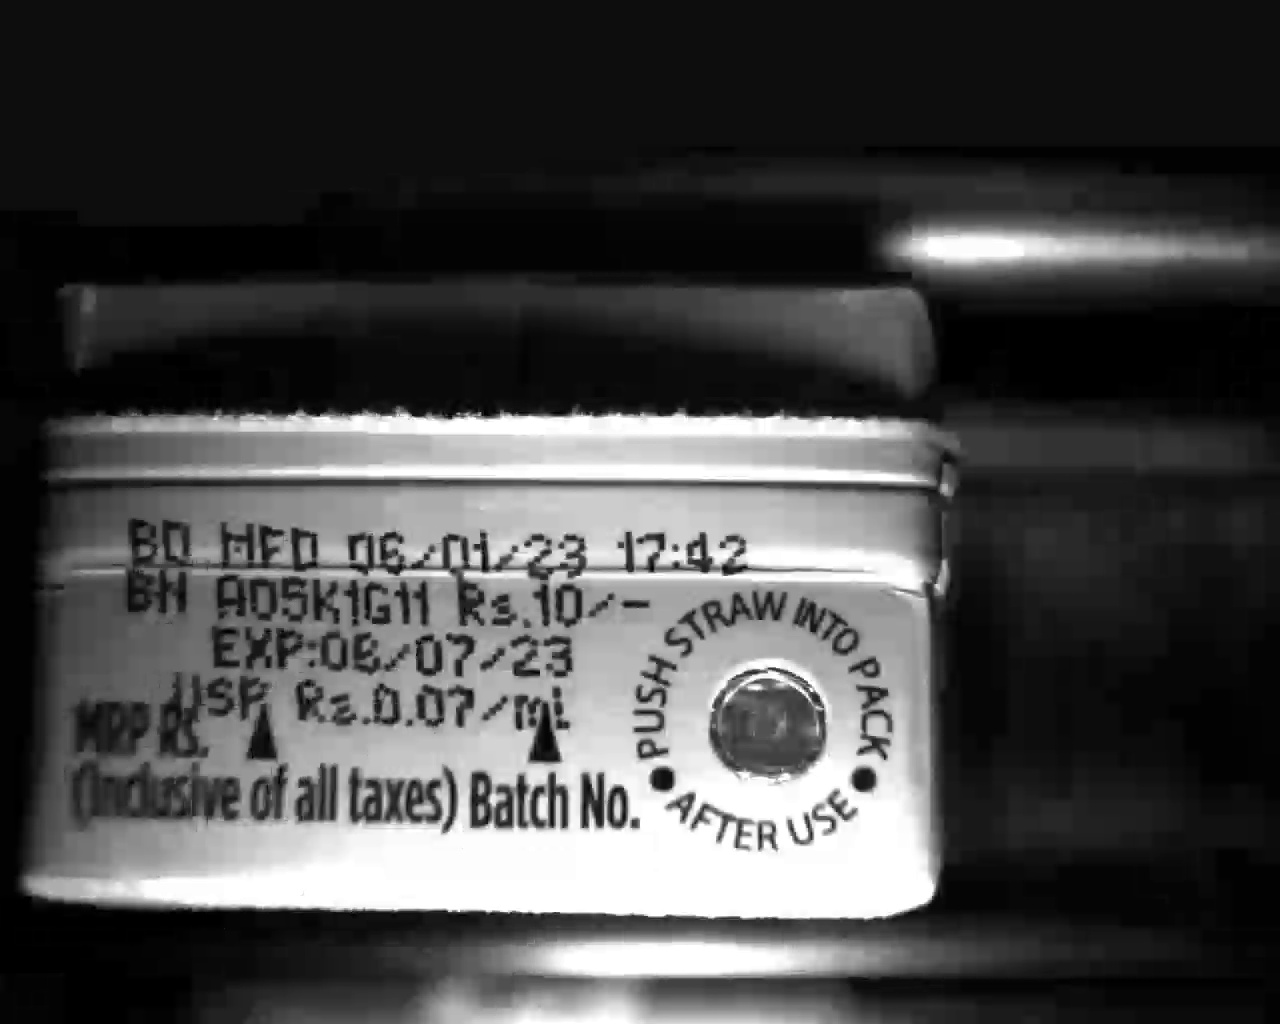 BD MFD 06/01/23 17:42
BN A05K1G11 Rs.10/-
EXP:06/07/23
USP Rs.0.07/ml
MRP RS.
(Inclusive of all taxes) Batch No.
PUSH STRAW INTO PACK
• AFTER USE •